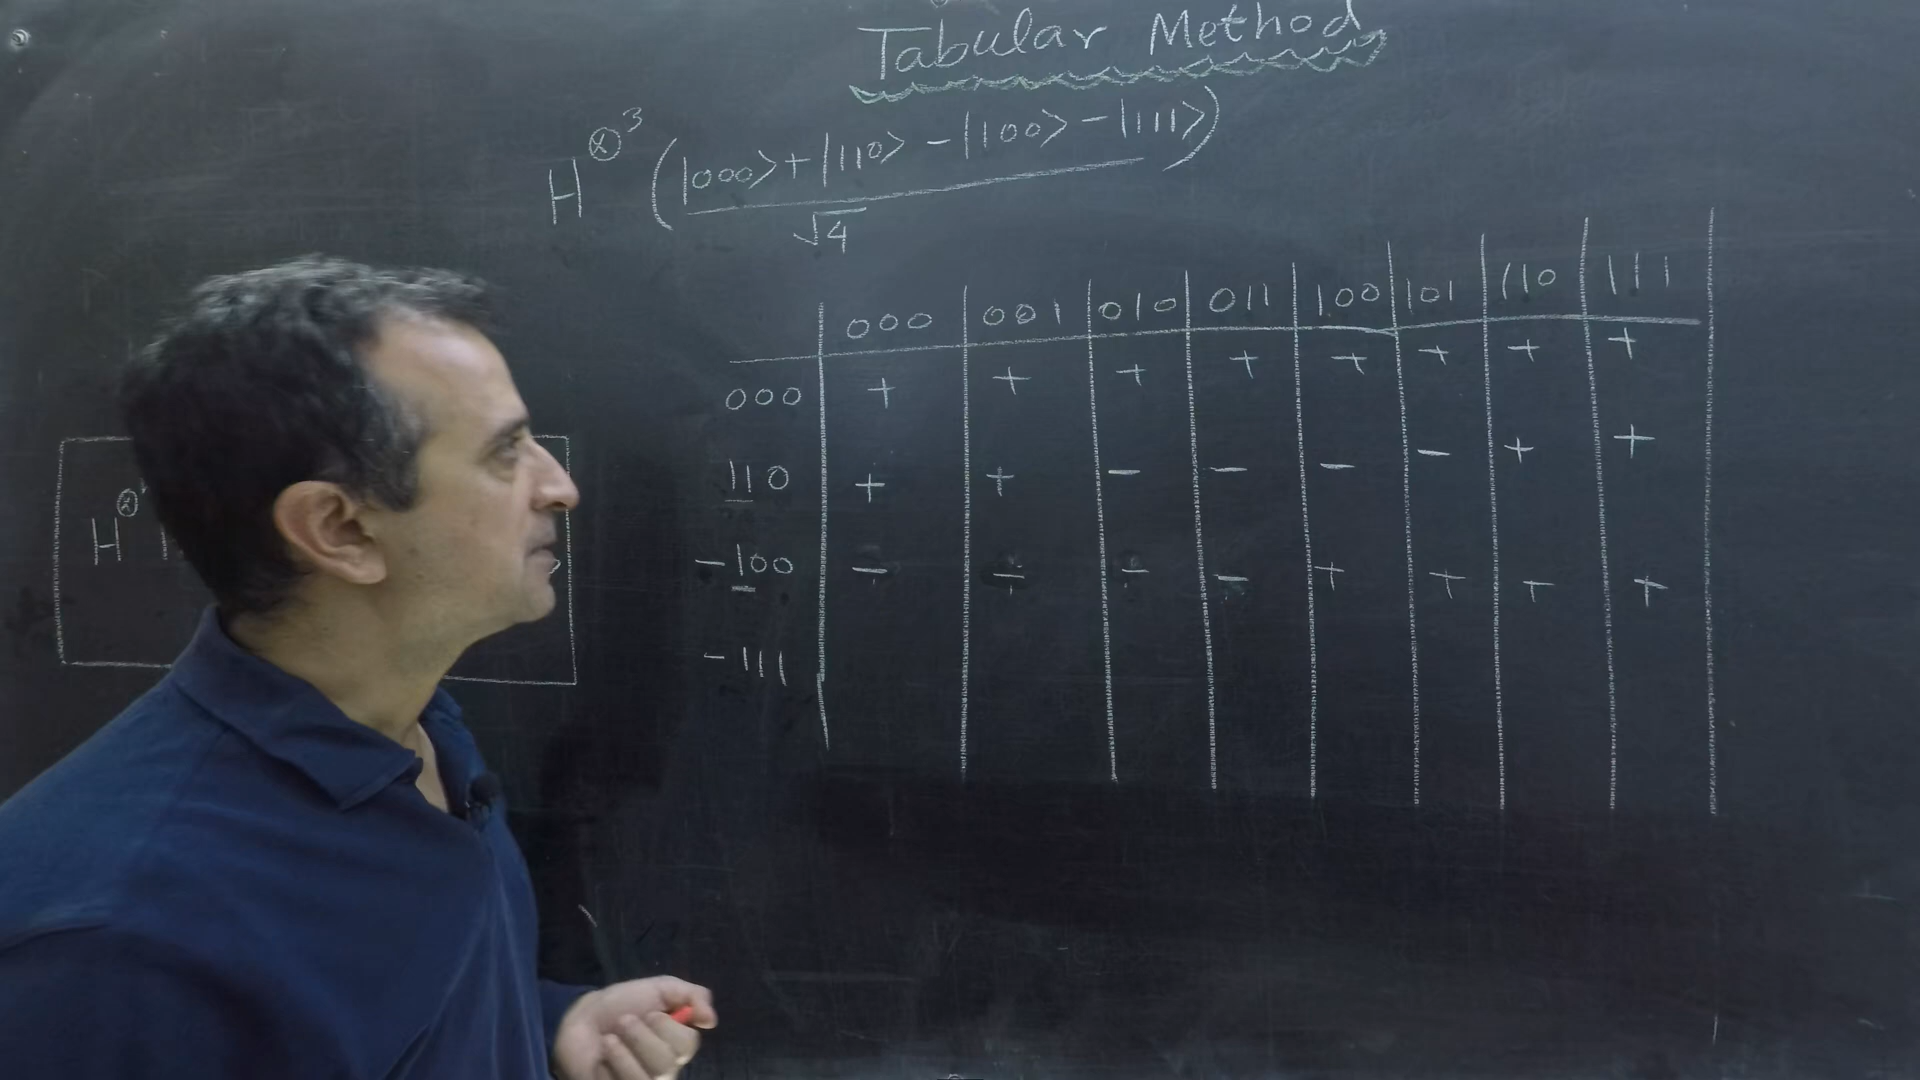 Tabular Method
H⊗3 (|000⟩+|110⟩-|100⟩-|111⟩)
√4
000 001 010 011 100 101 110 111
000 + + + + + + + +
110 + + - - - - + +
-100 - - - - + + + +
-111
H⊗